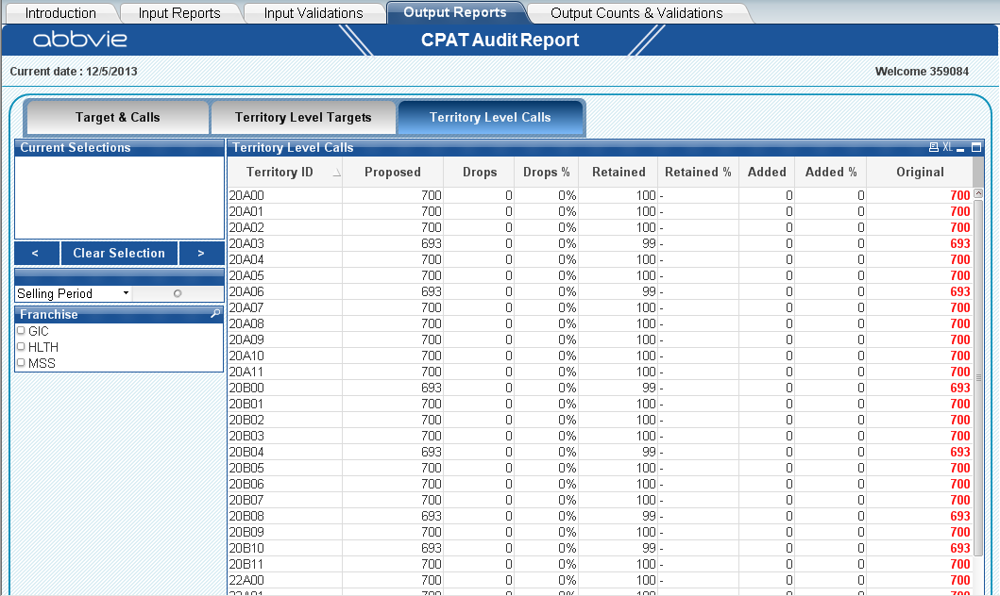 Introduction Input Reports Input Validations Output Reports Output Counts & Validations
abbvie CPAT Audit Report
Current date : 12/5/2013 Welcome 359084
Target & Calls Territory Level Targets Territory Level Calls
Current Selections
< Clear Selection >
Selling Period
Franchise
GIC
HLTH
MSS
Territory Level Calls XL
Territory ID Proposed Drops Drops % Retained Retained % Added Added % Original
20A00 700 0 0% 100 - 0 0 700
20A01 700 0 0% 100 - 0 0 700
20A02 700 0 0% 100 - 0 0 700
20A03 693 0 0% 99 - 0 0 693
20A04 700 0 0% 100 - 0 0 700
20A05 700 0 0% 100 - 0 0 700
20A06 693 0 0% 99 - 0 0 693
20A07 700 0 0% 100 - 0 0 700
20A08 700 0 0% 100 - 0 0 700
20A09 700 0 0% 100 - 0 0 700
20A10 700 0 0% 100 - 0 0 700
20A11 700 0 0% 100 - 0 0 700
20B00 693 0 0% 99 - 0 0 693
20B01 700 0 0% 100 - 0 0 700
20B02 700 0 0% 100 - 0 0 700
20B03 700 0 0% 100 - 0 0 700
20B04 693 0 0% 99 - 0 0 693
20B05 700 0 0% 100 - 0 0 700
20B06 700 0 0% 100 - 0 0 700
20B07 700 0 0% 100 - 0 0 700
20B08 693 0 0% 99 - 0 0 693
20B09 700 0 0% 100 - 0 0 700
20B10 693 0 0% 99 - 0 0 693
20B11 700 0 0% 100 - 0 0 700
22A00 700 0 0% 100 - 0 0 700